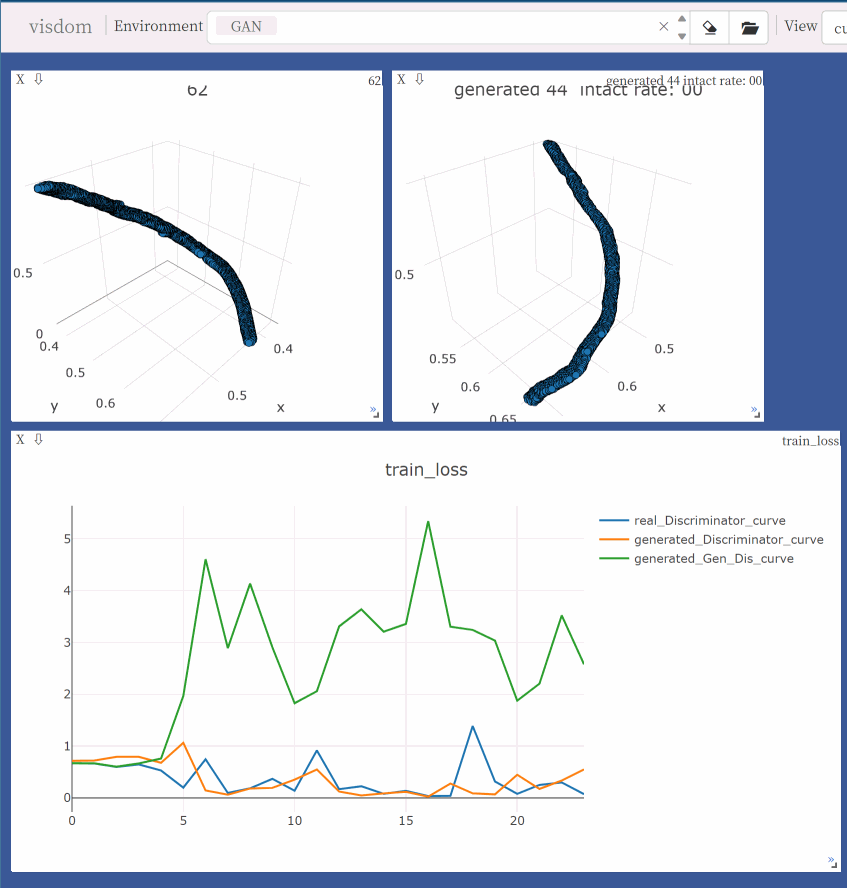 visdom Environment GAN × View cu
X 62
62
0.5
0
0.4
0.5
0.6
0.5
0.4
y
x
X generated 44 intact rate: 00
generated 44 intact rate: 00
0.5
0.55
0.6
0.65
0.6
0.5
y
x
X train_loss
train_loss
real_Discriminator_curve
generated_Discriminator_curve
generated_Gen_Dis_curve
5
4
3
2
1
0
0 5 10 15 20